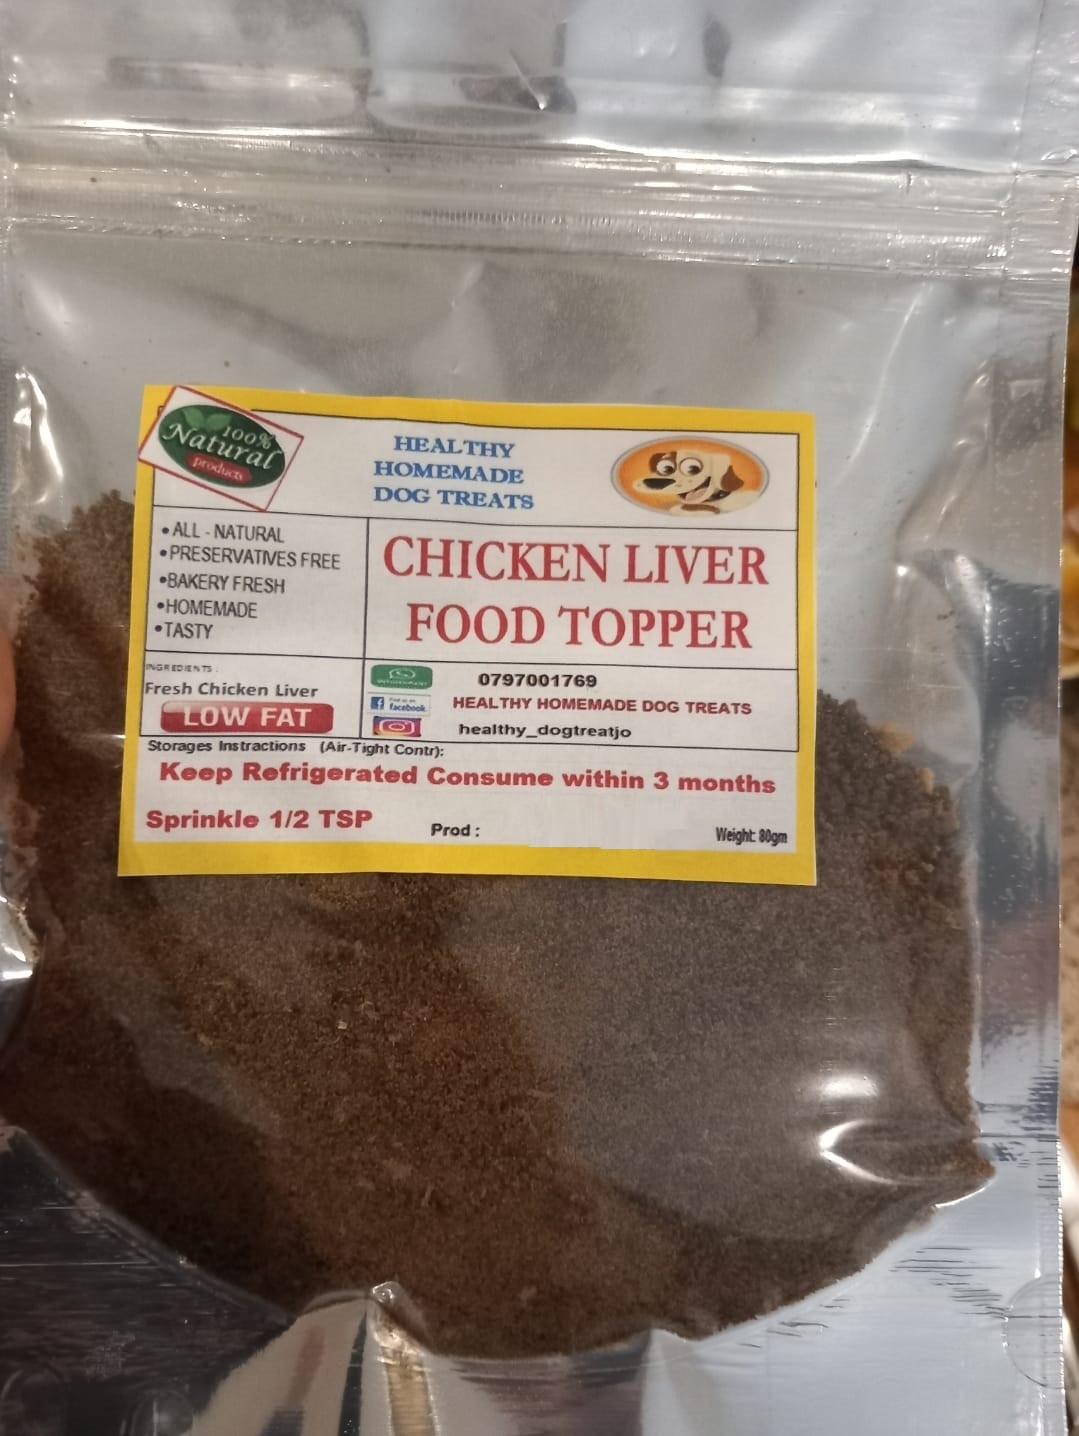 100%
Natural
products
HEALTHY
HOMEMADE
DOG TREATS
• ALL - NATURAL
•PRESERVATIVES FREE
•BAKERY FRESH
•HOMEMADE
•TASTY
CHICKEN LIVER
FOOD TOPPER
INGREDIENTS :
Fresh Chicken Liver
LOW FAT
0797001769
facebook.
HEALTHY HOMEMADE DOG TREATS
healthy_dogtreatjo
Storages Instractions (Air-Tight Contr):
Keep Refrigerated Consume within 3 months
Sprinkle 1/2 TSP
Prod :
Weight: 80gm